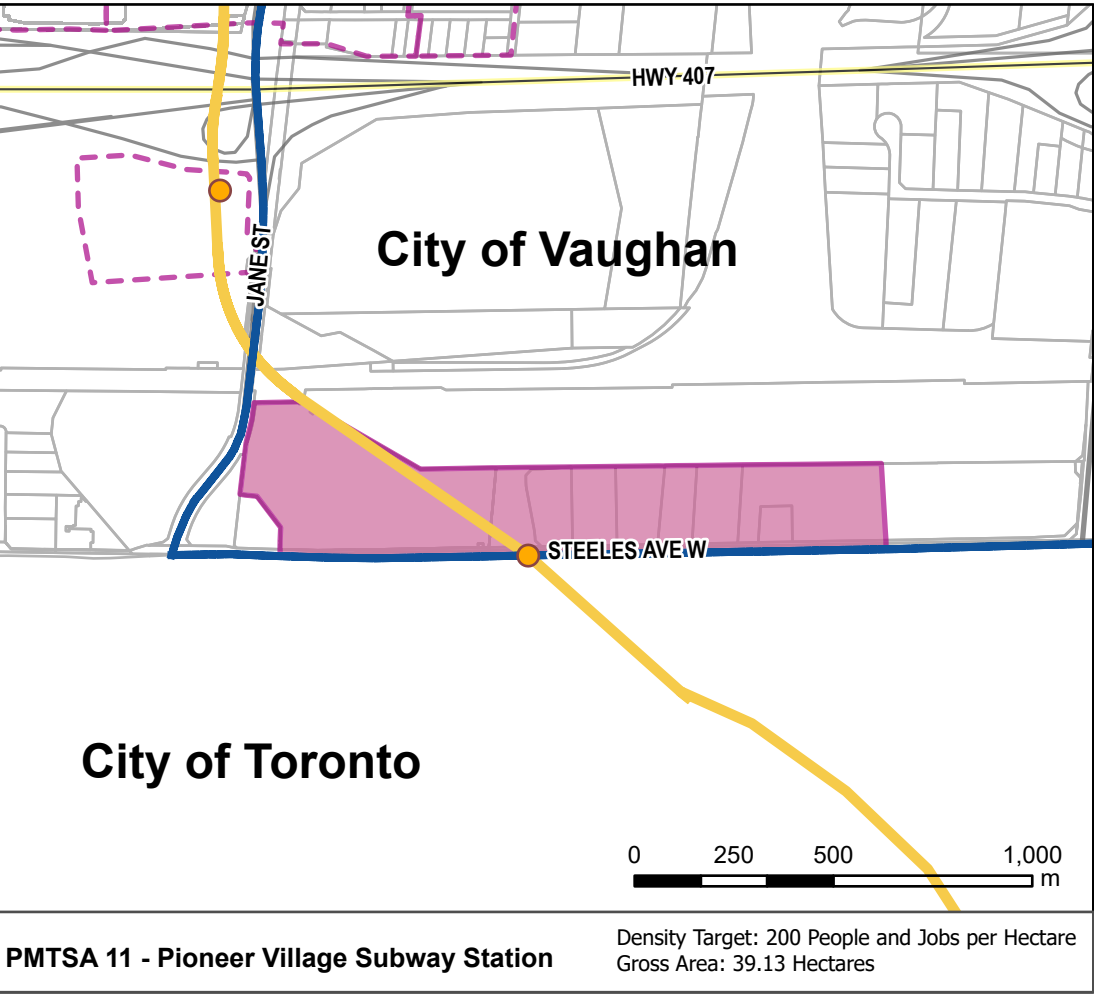 HWY 407
City of Vaughan
JANE ST
STEELES AVE W
City of Toronto
0 250 500 1,000
m
PMTSA 11 - Pioneer Village Subway Station
Density Target: 200 People and Jobs per Hectare
Gross Area: 39.13 Hectares